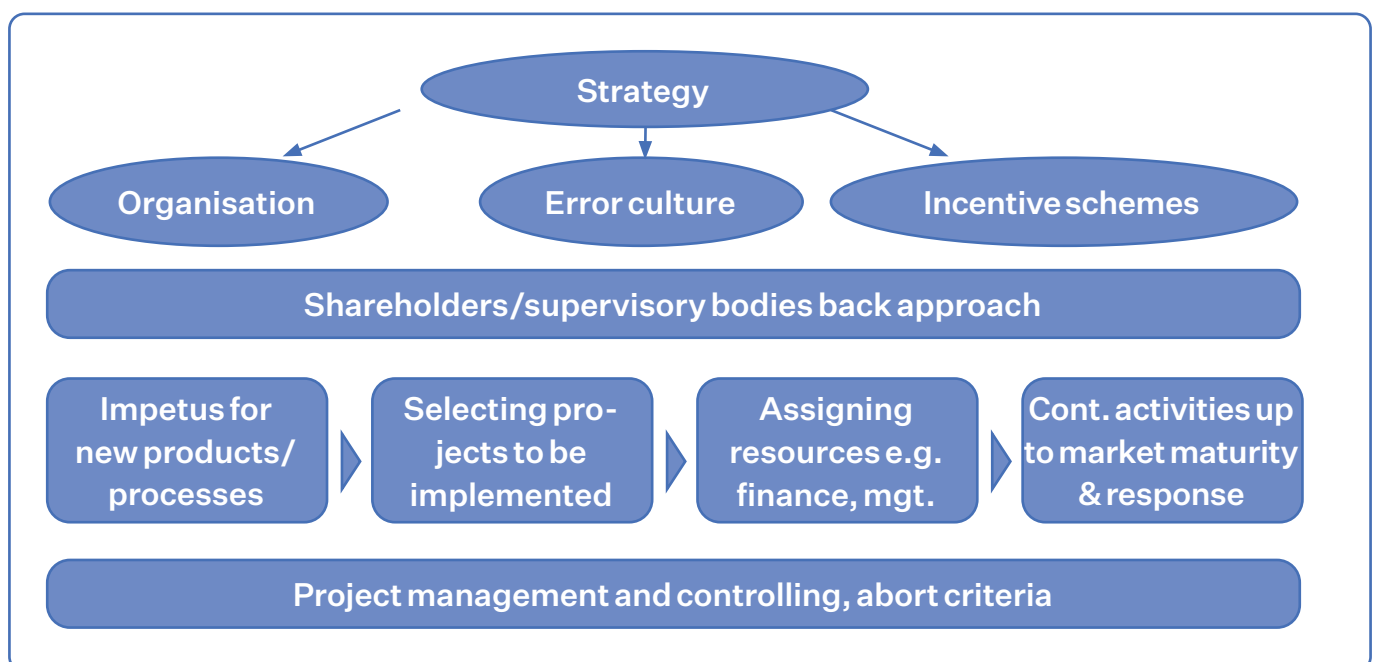 Strategy
Organisation
Error culture
Incentive schemes
Shareholders/supervisory bodies back approach
Impetus for
new products/
processes
Selecting pro-
jects to be
implemented
Assigning
resources e.g.
finance, mgt.
Cont. activities up
to market maturity
& response
Project management and controlling, abort criteria